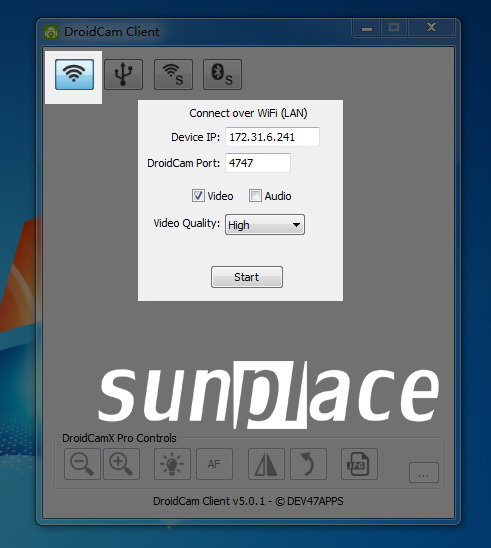 DroidCam Client
S
S
Connect over WiFi (LAN)
Device IP: 172.31.6.241
DroidCam Port: 4747
Video Audio
Video Quality: High
Start
sunplace
DroidCamX Pro Controls
AF
JPG
...
DroidCam Client v5.0.1 - © DEV47APPS